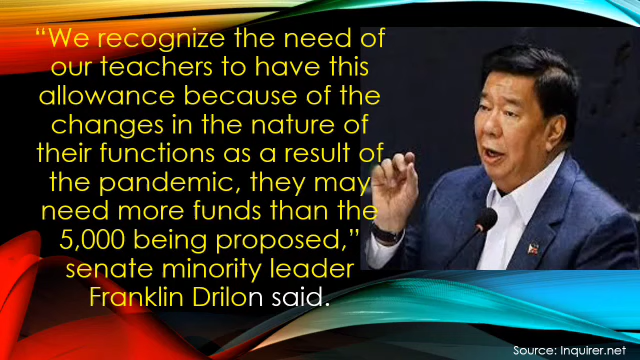 “We recognize the need of
our teachers to have this
allowance because of the
changes in the nature of
their functions as a result of
the pandemic, they may
need more funds than the
5,000 being proposed,”
senate minority leader
Franklin Drilon said.
Source: Inquirer.net